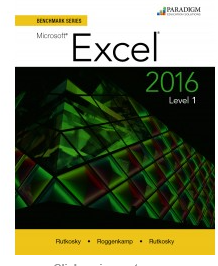 PARADIGM
EDUCATION SOLUTIONS
BENCHMARK SERIES
Microsoft®
Excel®
2016
Level 1
Rutkosky • Roggenkamp • Rutkosky